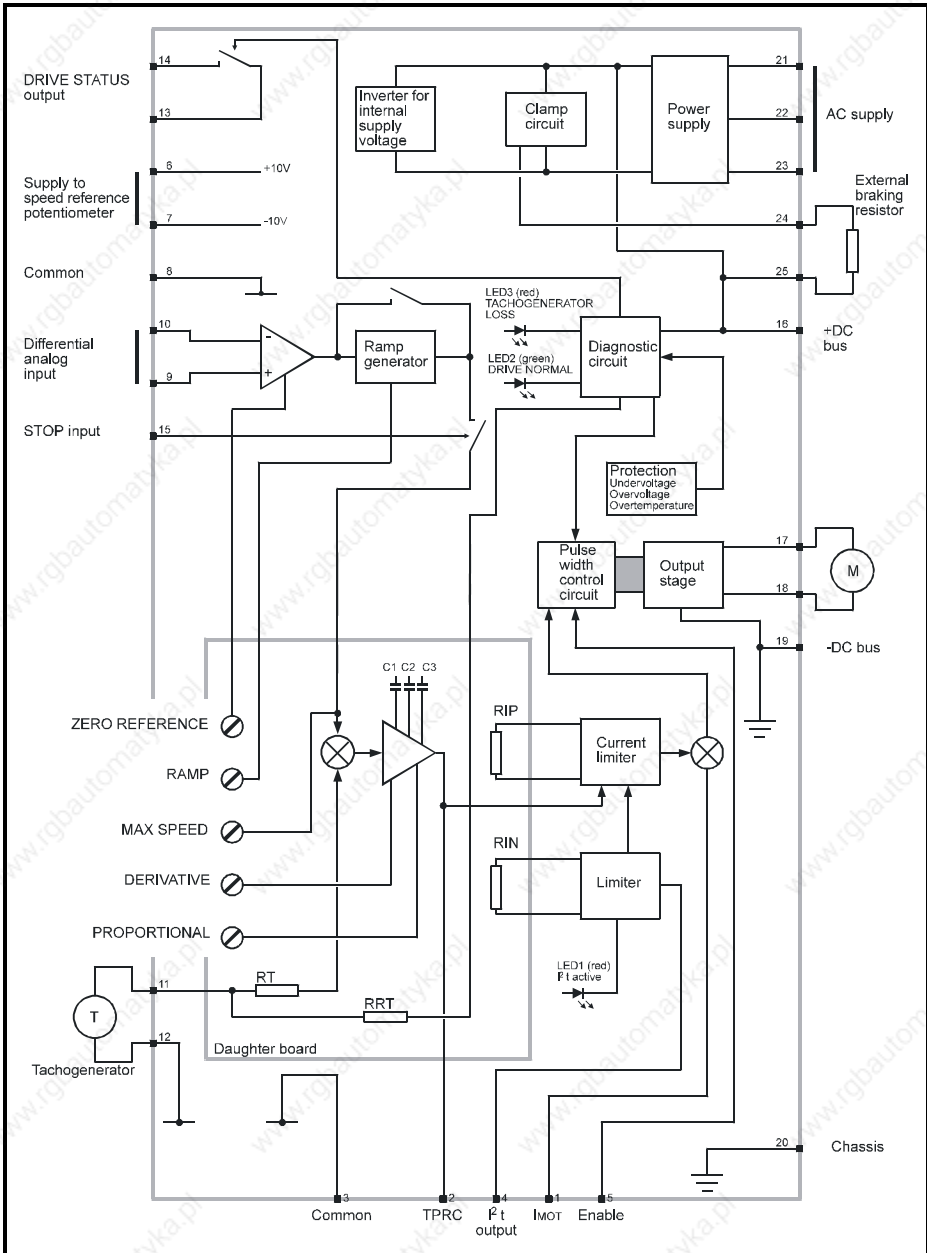 14
DRIVE STATUS
output
13
6
+10V
Supply to
speed reference
potentiometer
7
-10V
Common
8
10
Differential
analog
input
9
-
+
STOP input
15
Inverter for
internal
supply
voltage
Clamp
circuit
Power
supply
21
22
AC supply
23
External
braking
resistor
24
25
16
+DC
bus
LED3 (red)
TACHOGENERATOR
LOSS
LED2 (green)
DRIVE NORMAL
Ramp
generator
Diagnostic
circuit
Protection
Undervoltage
Overvoltage
Overtemperature
Pulse
width
control
circuit
Output
stage
17
M
18
19
-DC bus
C1 C2 C3
ZERO REFERENCE
RAMP
MAX SPEED
DERIVATIVE
PROPORTIONAL
RIP
Current
limiter
RIN
Limiter
LED1 (red)
I²t active
11
RT
RRT
T
12
Tachogenerator
Daughter board
20
Chassis
3
2
4
1
5
Common
TPRC
I² t
output
IMOT
Enable
www.rgbautomatyka.pl